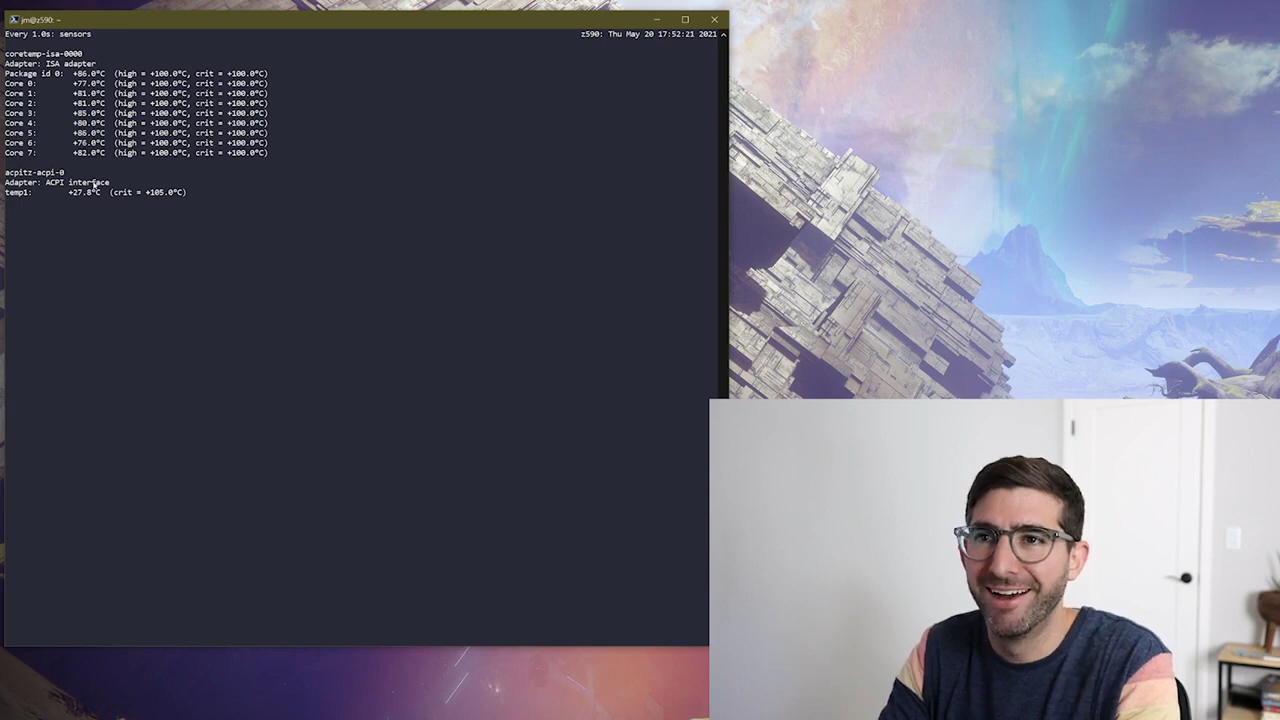 jm@z590: ~
Every 1.0s: sensors z590: Thu May 20 17:52:21 2021
coretemp-isa-0000
Adapter: ISA adapter
Package id 0: +86.0°C (high = +100.0°C, crit = +100.0°C)
Core 0: +77.0°C (high = +100.0°C, crit = +100.0°C)
Core 1: +81.0°C (high = +100.0°C, crit = +100.0°C)
Core 2: +81.0°C (high = +100.0°C, crit = +100.0°C)
Core 3: +85.0°C (high = +100.0°C, crit = +100.0°C)
Core 4: +80.0°C (high = +100.0°C, crit = +100.0°C)
Core 5: +86.0°C (high = +100.0°C, crit = +100.0°C)
Core 6: +76.0°C (high = +100.0°C, crit = +100.0°C)
Core 7: +82.0°C (high = +100.0°C, crit = +100.0°C)
acpitz-acpi-0
Adapter: ACPI interface
temp1: +27.8°C (crit = +105.0°C)